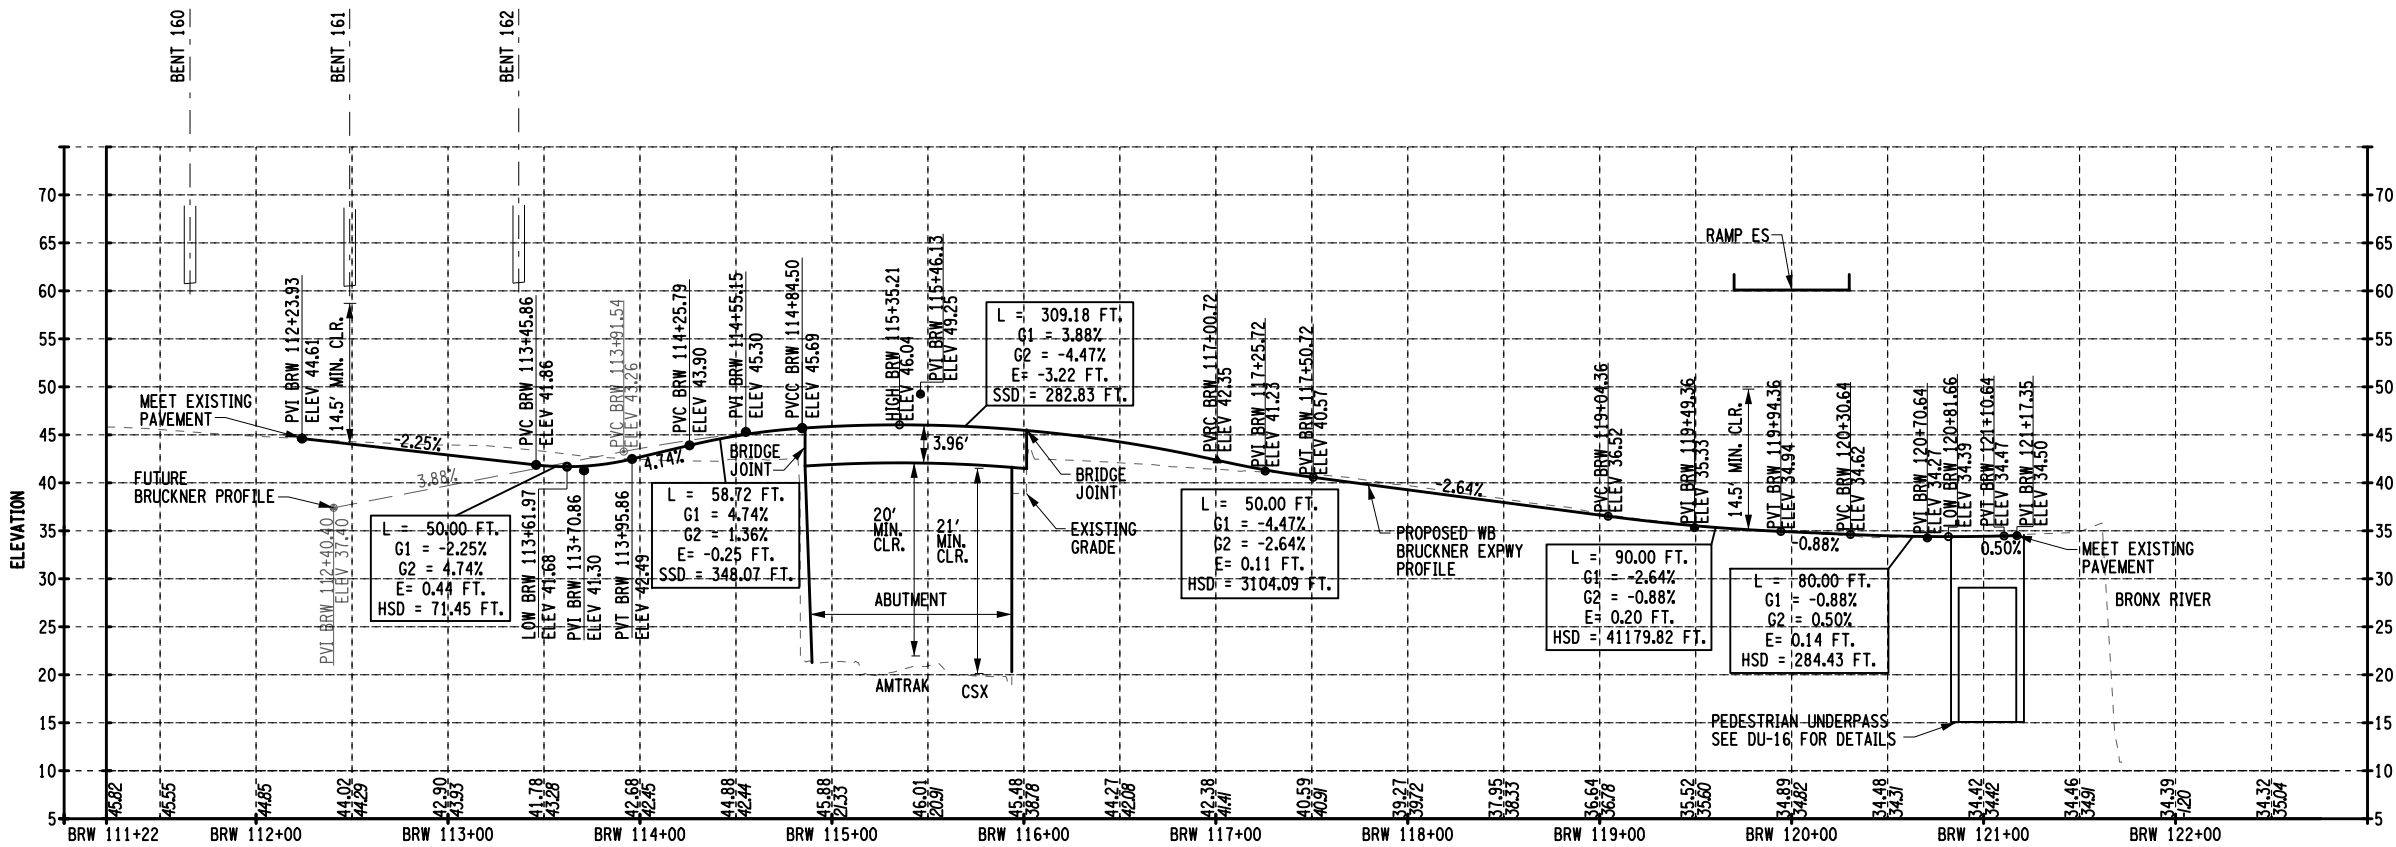 BENT 160
BENT 161
BENT 162
ELEVATION
70
65
60
55
50
45
40
35
30
25
20
15
10
5
70
65
60
55
50
45
40
35
30
25
20
15
10
5
MEET EXISTING
PAVEMENT
PVI BRW 112+23.93
ELEV 44.61
14.5' MIN. CLR.
-2.25%
FUTURE
BRUCKNER PROFILE
3.88%
PVI BRW 112+40.40
ELEV 37.40
L = 50.00 FT.
G1 = -2.25%
G2 = 4.74%
E= 0.44 FT.
HSD = 71.45 FT.
PVC BRW 113+45.86
ELEV 41.86
LOW BRW 113+61.97
ELEV 41.68
PVI BRW 113+70.86
ELEV 41.30
PVI BRW 113+91.54
ELEV 43.26
PVT BRW 113+95.86
ELEV 42.49
4.74%
PVC BRW 114+25.79
ELEV 43.90
PVI BRW 114+55.15
ELEV 45.30
PVCC BRW 114+84.50
ELEV 45.69
BRIDGE
JOINT
L = 58.72 FT.
G1 = 4.74%
G2 = 1.36%
E= -0.25 FT.
SSD = 348.07 FT.
HIGH BRW 115+35.21
ELEV 46.04
PVI BRW 115+46.13
ELEV 49.25
L = 309.18 FT.
G1 = 3.88%
G2 = -4.47%
E= -3.22 FT.
SSD = 282.83 FT.
3.96'
20'
MIN.
CLR.
21'
MIN.
CLR.
ABUTMENT
AMTRAK
CSX
BRIDGE
JOINT
EXISTING
GRADE
PVRC BRW 117+00.72
ELEV 42.35
PVI BRW 117+25.72
ELEV 41.23
PVT BRW 117+50.72
ELEV 40.57
L = 50.00 FT.
G1 = -4.47%
G2 = -2.64%
E= 0.11 FT.
HSD = 3104.09 FT.
-2.64%
PROPOSED WB
BRUCKNER EXPWY
PROFILE
PVC BRW 119+04.36
ELEV 36.52
PVI BRW 119+49.36
ELEV 35.33
RAMP ES
14.5' MIN. CLR.
PVT BRW 119+94.36
ELEV 34.94
L = 90.00 FT.
G1 = -2.64%
G2 = -0.88%
E= 0.20 FT.
HSD = 41179.82 FT.
-0.88%
PVC BRW 120+30.64
ELEV 34.62
PVI BRW 120+70.64
ELEV 34.27
LOW BRW 120+81.66
ELEV 34.39
PVT BRW 121+10.64
ELEV 34.47
PVI BRW 121+17.35
ELEV 34.50
L = 80.00 FT.
G1 = -0.88%
G2 = 0.50%
E= 0.14 FT.
HSD = 284.43 FT.
0.50%
MEET EXISTING
PAVEMENT
BRONX RIVER
PEDESTRIAN UNDERPASS
SEE DU-16 FOR DETAILS
45.82
45.55
44.85
44.02
44.29
42.90
43.93
41.78
43.28
42.68
42.45
44.88
42.44
45.88
21.33
46.01
20.91
45.48
38.78
44.27
42.08
42.38
41.41
40.59
40.91
39.27
39.72
37.95
38.33
36.64
36.78
35.52
35.60
34.89
34.82
34.48
34.31
34.42
34.42
34.46
34.91
34.39
-1.20
34.32
35.04
BRW 111+22
BRW 112+00
BRW 113+00
BRW 114+00
BRW 115+00
BRW 116+00
BRW 117+00
BRW 118+00
BRW 119+00
BRW 120+00
BRW 121+00
BRW 122+00